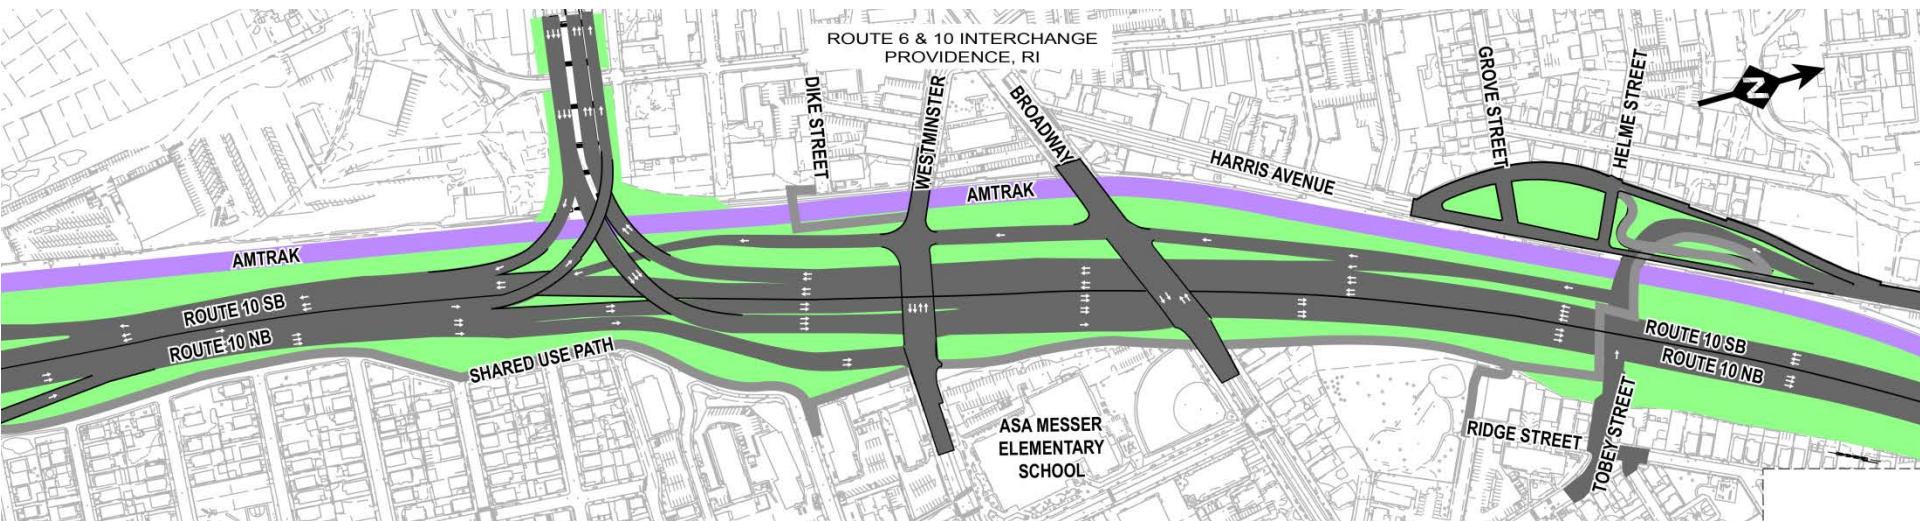 ROUTE 6 & 10 INTERCHANGE
PROVIDENCE, RI
DIKE STREET
WESTMINSTER
BROADWAY
GROVE STREET
HELME STREET
N
HARRIS AVENUE
AMTRAK
AMTRAK
ROUTE 10 SB
ROUTE 10 NB
SHARED USE PATH
ROUTE 10 SB
ROUTE 10 NB
ASA MESSER
ELEMENTARY
SCHOOL
RIDGE STREET
TOBEY STREET